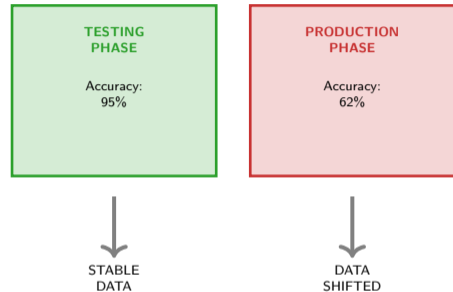 TESTING
PHASE
Accuracy:
95%
STABLE
DATA
PRODUCTION
PHASE
Accuracy:
62%
DATA
SHIFTED